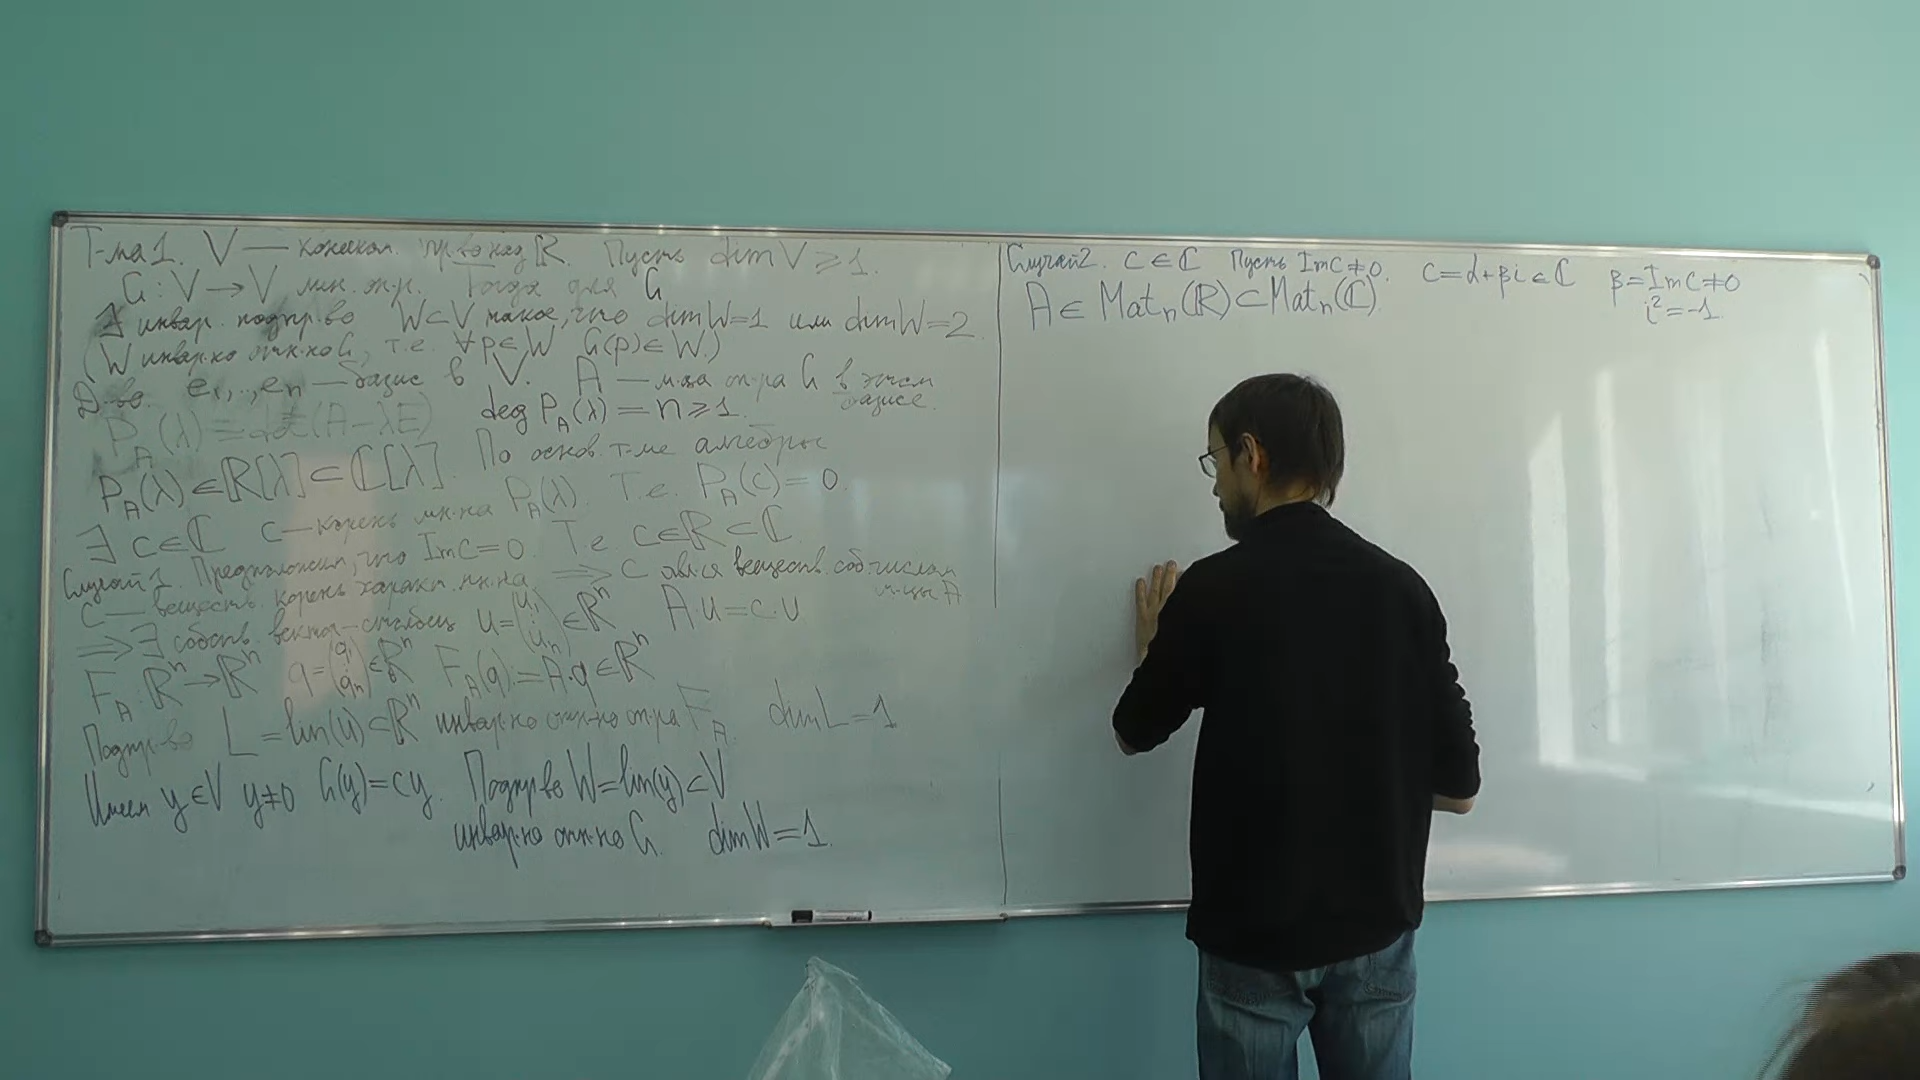 Т-ма 1. V — конечном. пр-во над ℝ. Пусть dim V ⩾ 1.
G : V → V лин. оп-р. Тогда для G
∃ инвар. подпр-во W ⊂ V такое, что dim W = 1 или dim W = 2
(W инвар-но отн-но G, т.е. ∀ p ∈ W G(p) ∈ W.)
Д-во. e₁,..,eₙ — базис в V. A — м-ца оп-ра G в этом базисе.
P_A(λ) = det(A − λE) deg P_A(λ) = n ⩾ 1.
P_A(λ) ∈ ℝ[λ] ⊂ ℂ[λ]. По основ. т-ме алгебры
∃ c ∈ ℂ c — корень мн-на P_A(λ). Т.е. P_A(c) = 0.
Случай 1. Предположим, что Im c = 0. Т.е. c ∈ ℝ ⊂ ℂ.
c — веществ. корень характ. мн-на ⟹ c явл-ся веществ. соб. числом м-цы A
⟹ ∃ собств. вектор-столбец u = (u₁ ⋮ uₙ) ∈ ℝⁿ A·u = c·u
F_A : ℝⁿ → ℝⁿ q = (q₁ ⋮ qₙ) ∈ ℝⁿ F_A(q) := A·q ∈ ℝⁿ
Подпр-во L = lin(u) ⊂ ℝⁿ инвар-но отн-но оп-ра F_A. dim L = 1
Имеем y ∈ V y ≠ 0 G(y) = cy. Подпр-во W = lin(y) ⊂ V
инвар-но отн-но G. dim W = 1.
Случай 2. c ∈ ℂ Пусть Im c ≠ 0. c = α + βi ∈ ℂ β = Im c ≠ 0
A ∈ Matₙ(ℝ) ⊂ Matₙ(ℂ). i² = −1.